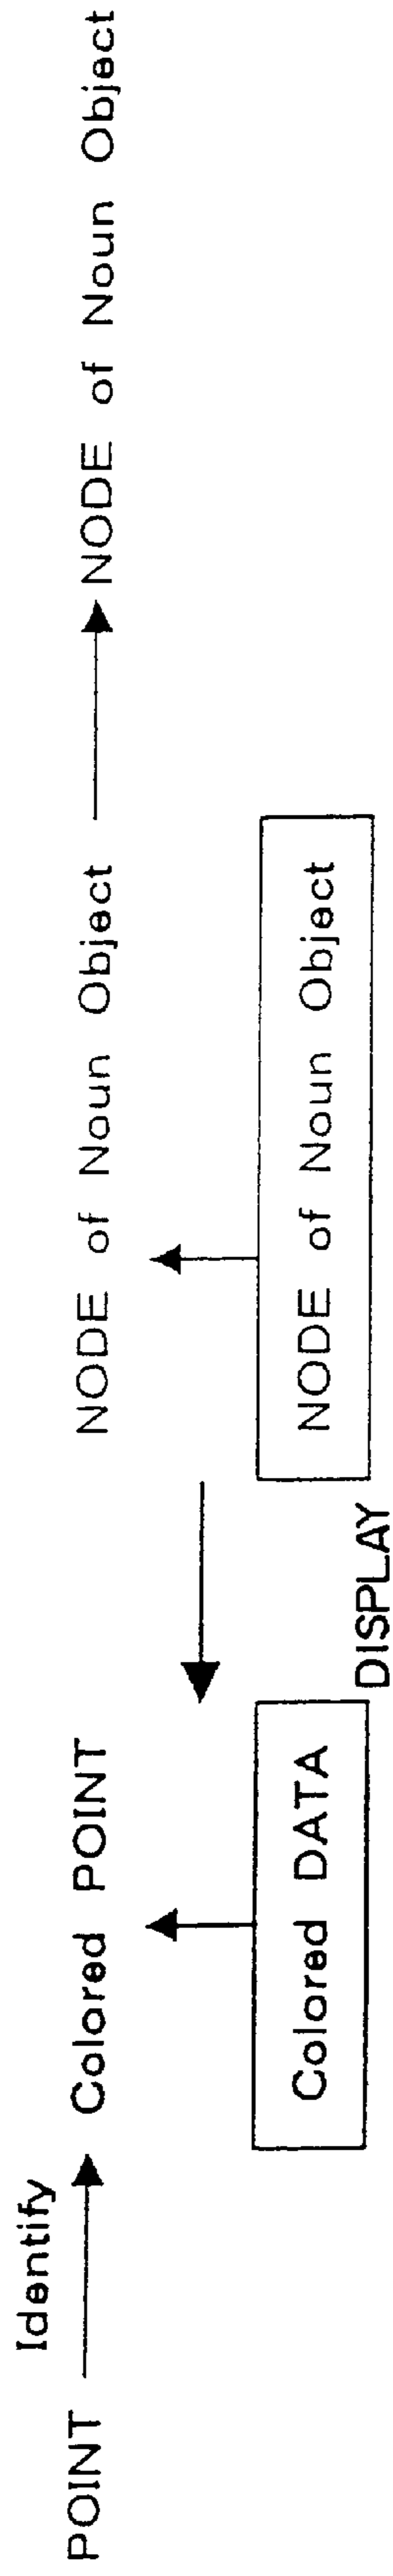 Identify
POINT Colored POINT NODE of Noun Object NODE of Noun Object
Colored DATA NODE of Noun Object
DISPLAY